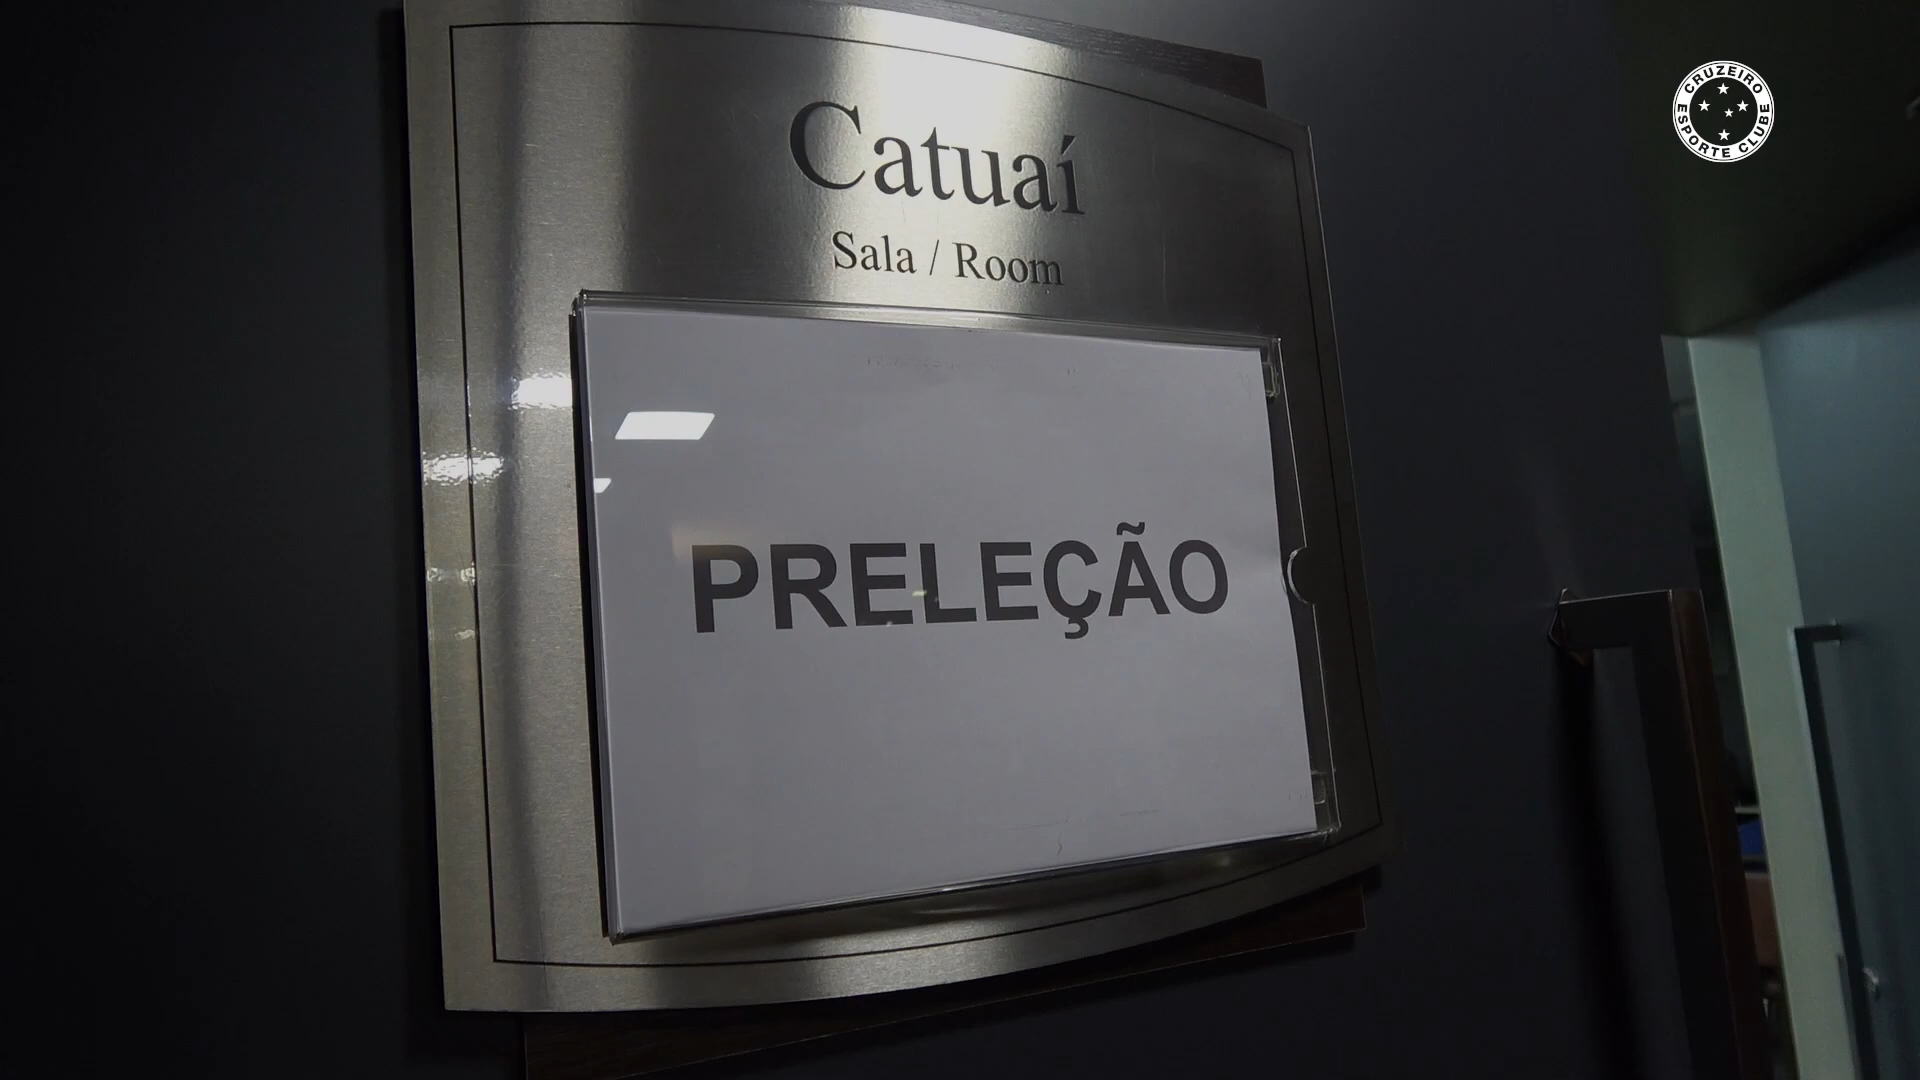 Catuaí
Sala / Room
PRELEÇÃO
CRUZEIRO
ESPORTE CLUBE